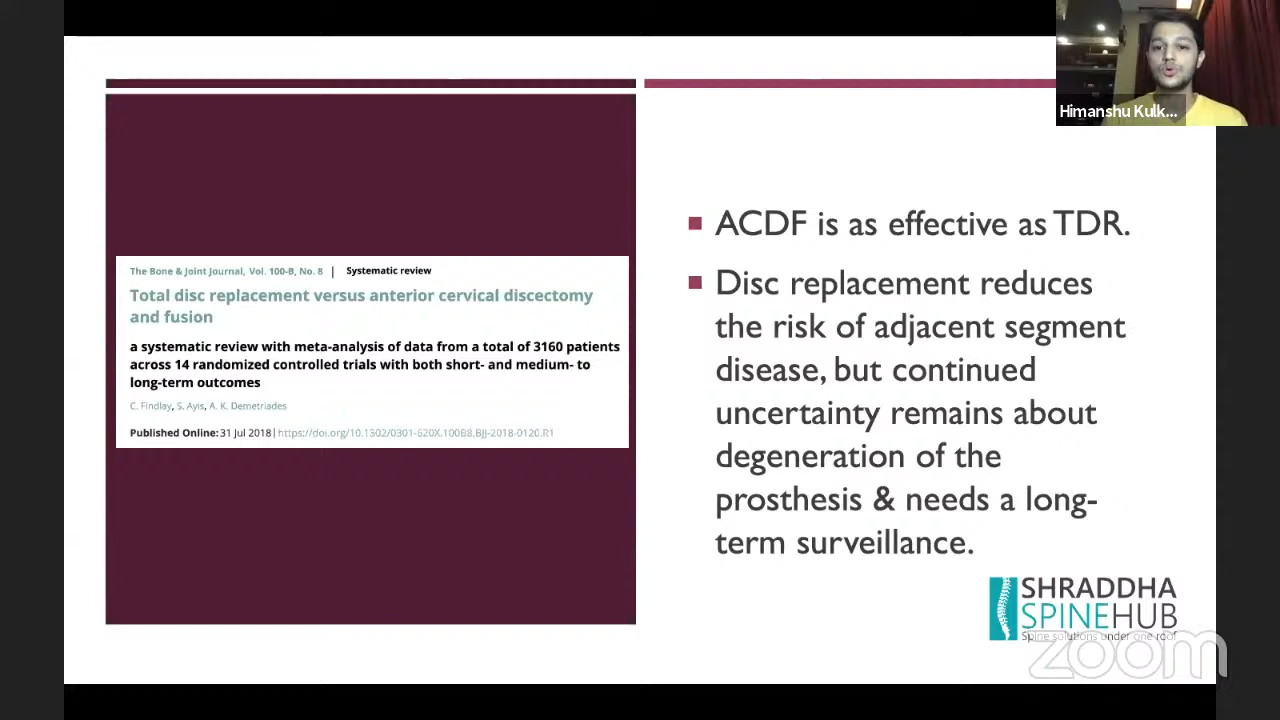 Himanshu Kulk...
The Bone & Joint Journal, Vol. 100-B, No. 8 | Systematic review
Total disc replacement versus anterior cervical discectomy
and fusion
a systematic review with meta-analysis of data from a total of 3160 patients
across 14 randomized controlled trials with both short- and medium- to
long-term outcomes
C. Findlay, S. Ayis, A. K. Demetriades
Published Online: 31 Jul 2018 | https://doi.org/10.1302/0301-620X.100B8.BJJ-2018-0120.R1
ACDF is as effective as TDR.
Disc replacement reduces
the risk of adjacent segment
disease, but continued
uncertainty remains about
degeneration of the
prosthesis & needs a long-
term surveillance.
SHRADDHA
SPINEHUB
Spine solutions under one roof
zoom